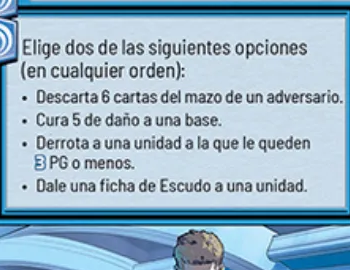 Elige dos de las siguientes opciones
(en cualquier orden):
• Descarta 6 cartas del mazo de un adversario.
• Cura 5 de daño a una base.
• Derrota a una unidad a la que le queden
3 PG o menos.
• Dale una ficha de Escudo a una unidad.